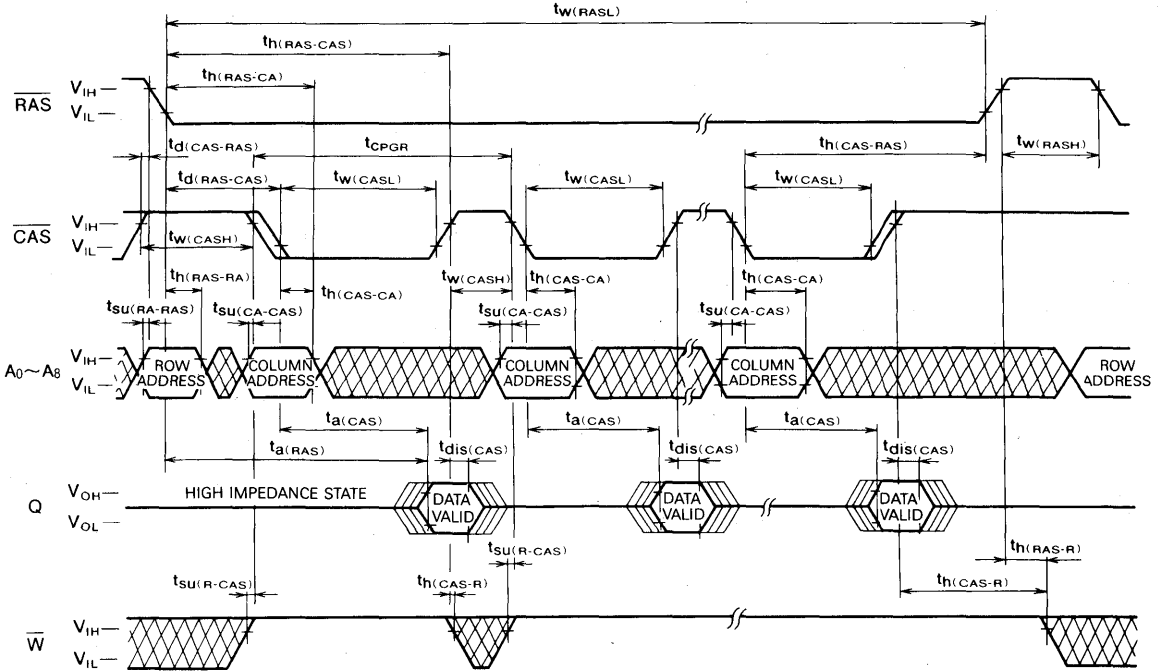 tw(RASL)
th(RAS-CAS)
th(RAS-CA)
RAS
VIH
VIL
td(CAS-RAS)
tCPGR
th(CAS-RAS)
tw(RASH)
td(RAS-CAS)
tw(CASL)
tw(CASL)
tw(CASL)
CAS
VIH
VIL
tw(CASH)
th(RAS-RA)
th(CAS-CA)
tw(CASH)
th(CAS-CA)
th(CAS-CA)
tsu(RA-RAS)
tsu(CA-CAS)
tsu(CA-CAS)
tsu(CA-CAS)
A0~A8
VIH
VIL
ROW ADDRESS
COLUMN ADDRESS
COLUMN ADDRESS
COLUMN ADDRESS
ROW ADDRESS
ta(CAS)
ta(CAS)
ta(CAS)
ta(RAS)
tdis(CAS)
tdis(CAS)
tdis(CAS)
Q
VOH
VOL
HIGH IMPEDANCE STATE
DATA VALID
DATA VALID
DATA VALID
tsu(R-CAS)
th(RAS-R)
tsu(R-CAS)
th(CAS-R)
th(CAS-R)
W
VIH
VIL